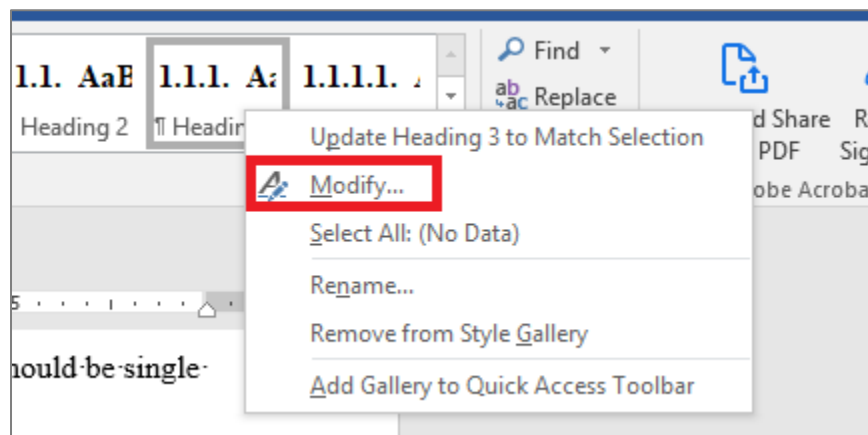 1.1. AaB 1.1.1. Aa 1.1.1.1.
Heading 2 ¶ Headin
Find
Replace
d Share
PDF Sig
obe Acroba
Update Heading 3 to Match Selection
Modify...
Select All: (No Data)
Rename...
Remove from Style Gallery
Add Gallery to Quick Access Toolbar
5
hould·be·single·